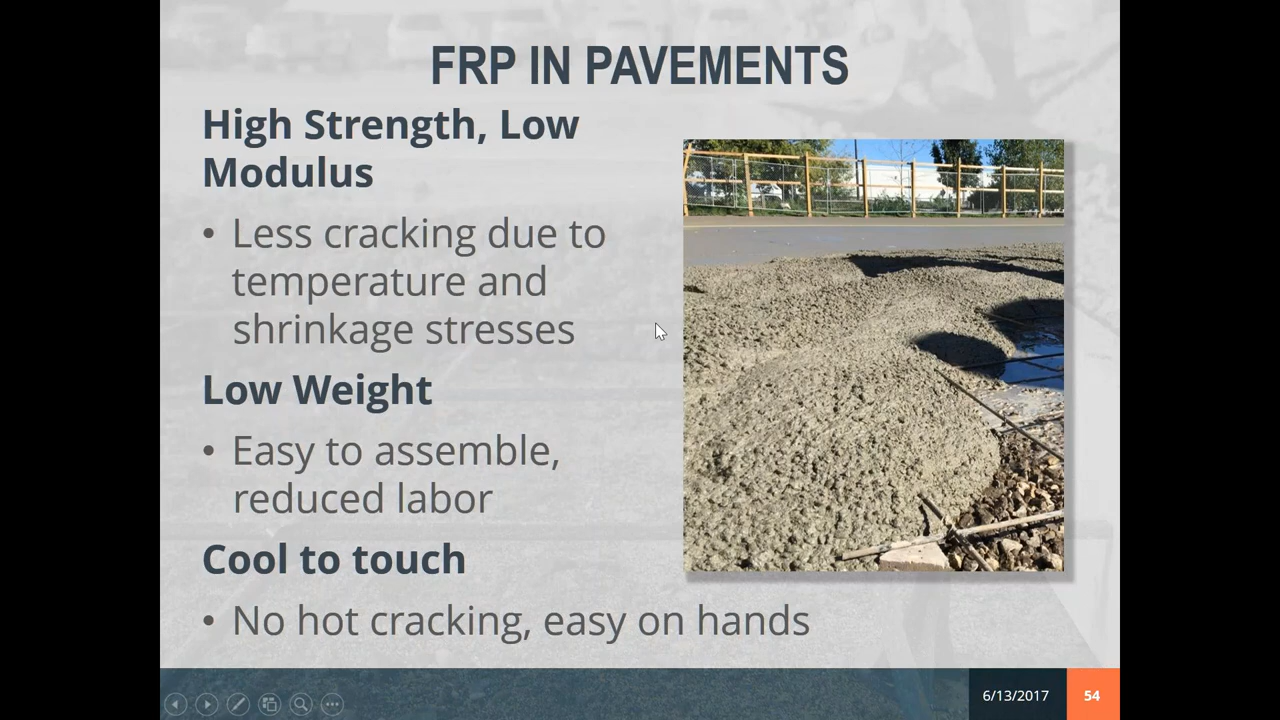 FRP IN PAVEMENTS
High Strength, Low
Modulus
• Less cracking due to
temperature and
shrinkage stresses
Low Weight
• Easy to assemble,
reduced labor
Cool to touch
• No hot cracking, easy on hands
6/13/2017
54